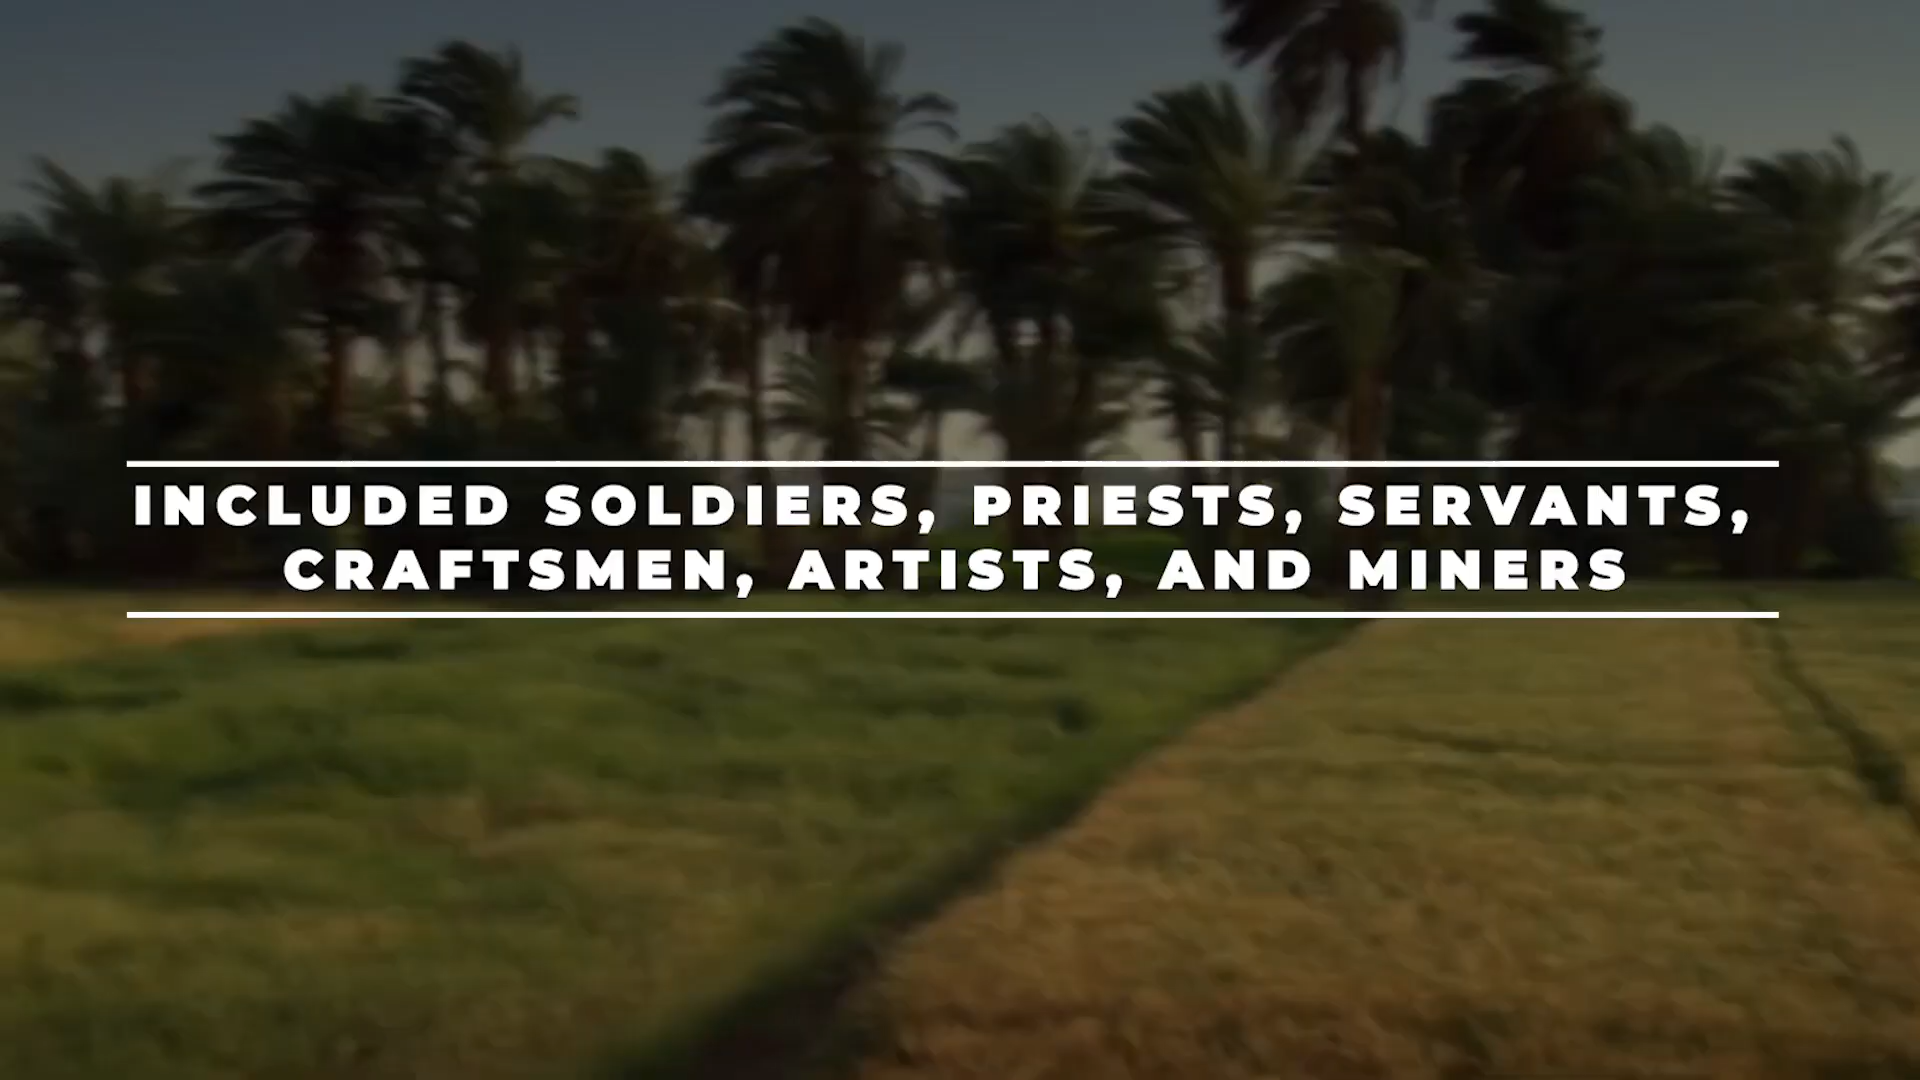 INCLUDED SOLDIERS, PRIESTS, SERVANTS,
CRAFTSMEN, ARTISTS, AND MINERS